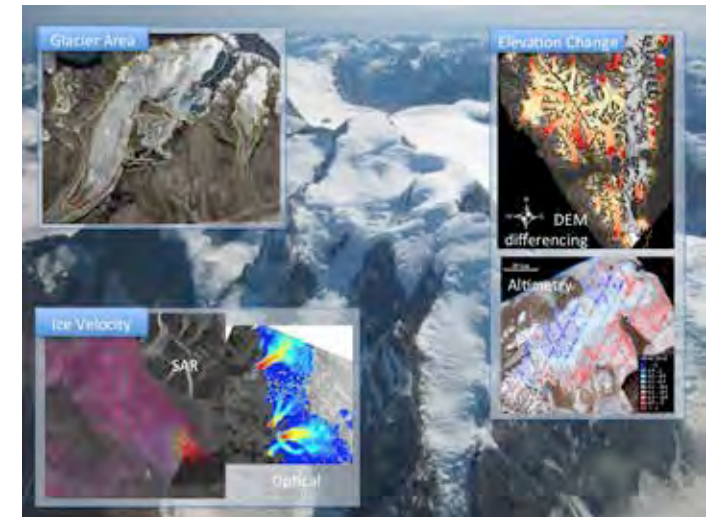 Glacier Area
Elevation Change
DEM
differencing
Altimetry
Ice Velocity
SAR
Optical